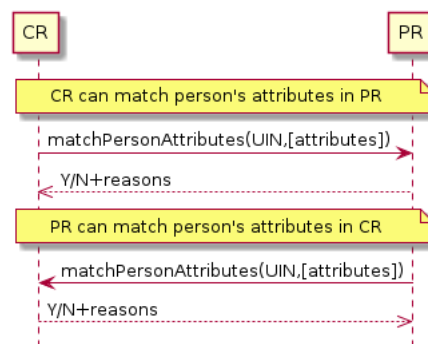 CR PR
CR can match person's attributes in PR
matchPersonAttributes(UIN,[attributes])
Y/N+reasons
PR can match person's attributes in CR
matchPersonAttributes(UIN,[attributes])
Y/N+reasons